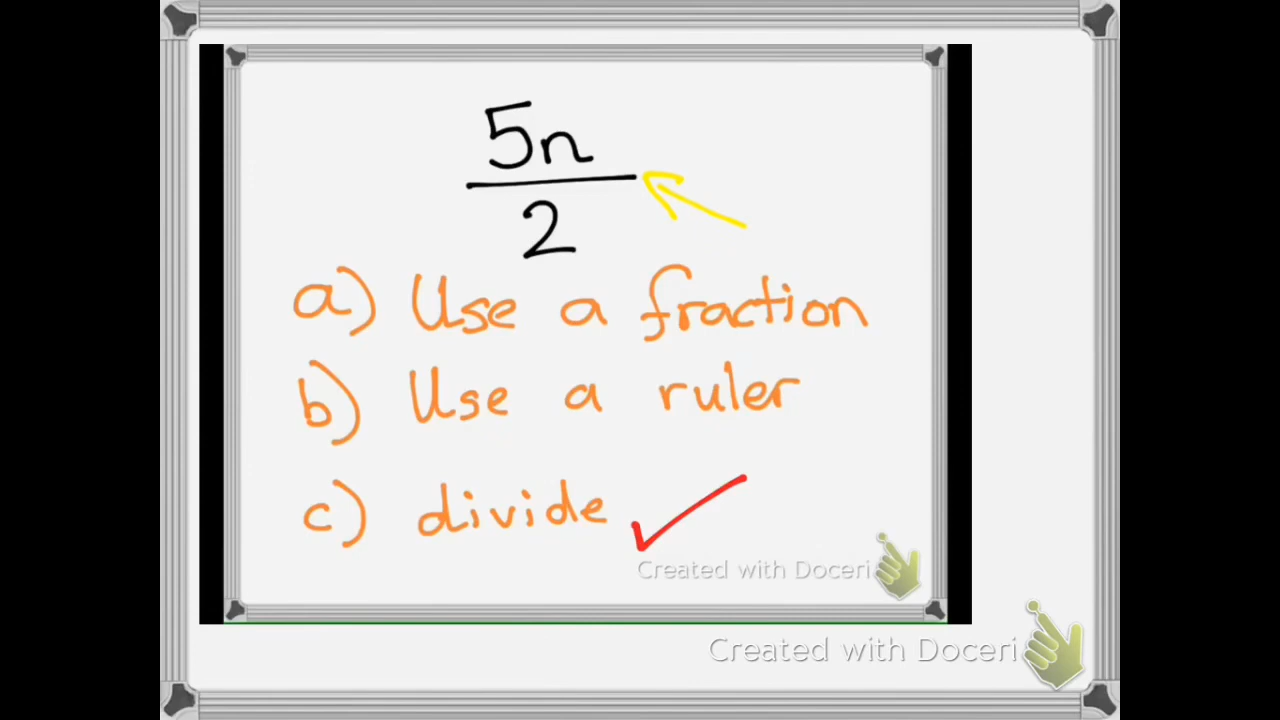 5n
2
a) Use a fraction
b) Use a ruler
c) divide
Created with Doceri
Created with Doceri